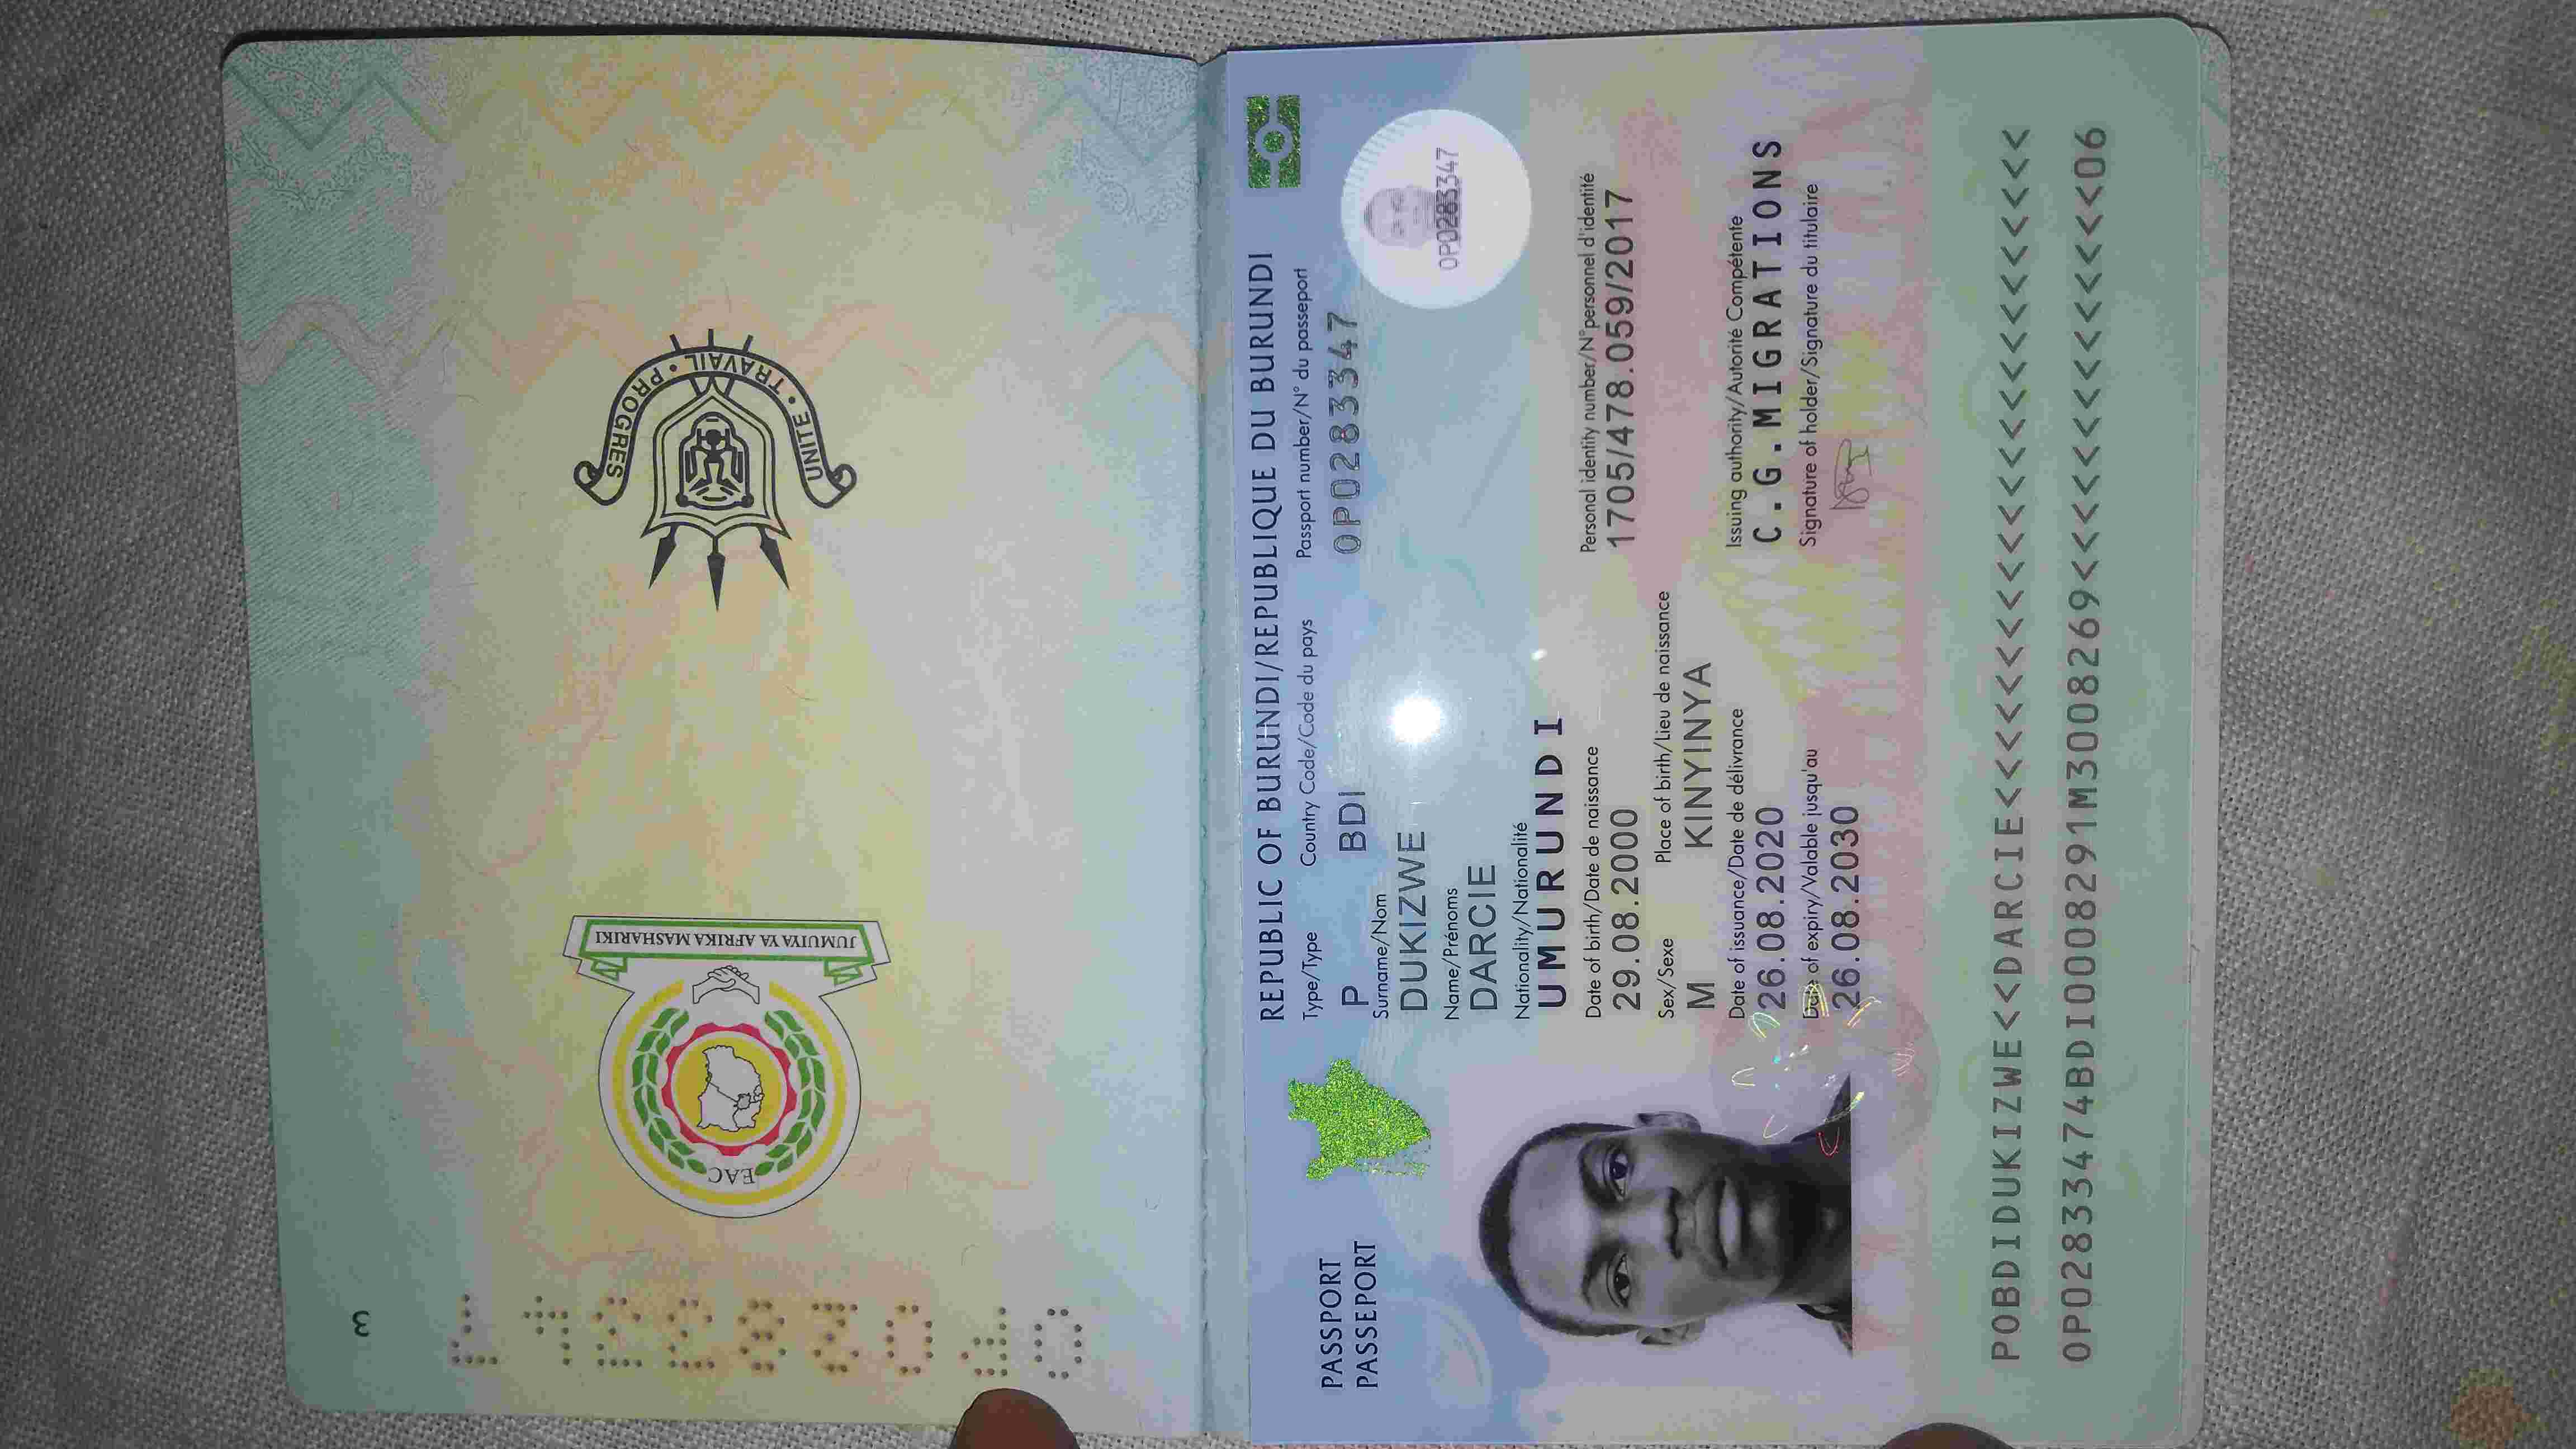 3
OP0283347
UNITE • TRAVAIL • PROGRES
JUMUIYA YA AFRIKA MASHARIKI
EAC
PASSPORT
PASSEPORT
REPUBLIC OF BURUNDI/REPUBLIQUE DU BURUNDI
Type/Type Country Code/Code du pays Passport number/N° du passeport
P BDI OP0283347
Surname/Nom
DUKIZWE
OP0283347
Name/Prénoms
DARCIE
Nationality/Nationalité
UMURUNDI
Date of birth/Date de naissance Personal identity number/N°personnel d'identité
29.08.2000 1705/478.059/2017
Sex/Sexe Place of birth/Lieu de naissance
M KINYINYA
Date of issuance/Date de délivrance Issuing authority/Autorité Compétente
26.08.2020 C.G.MIGRATIONS
Date of expiry/Valable jusqu'au Signature of holder/Signature du titulaire
26.08.2030
POBDIDUKIZWE<<DARCIE<<<<<<<<<<<<<<<<<<<<<<<<
OP02833474BDI0008291M3008269<<<<<<<<<<<<<<06